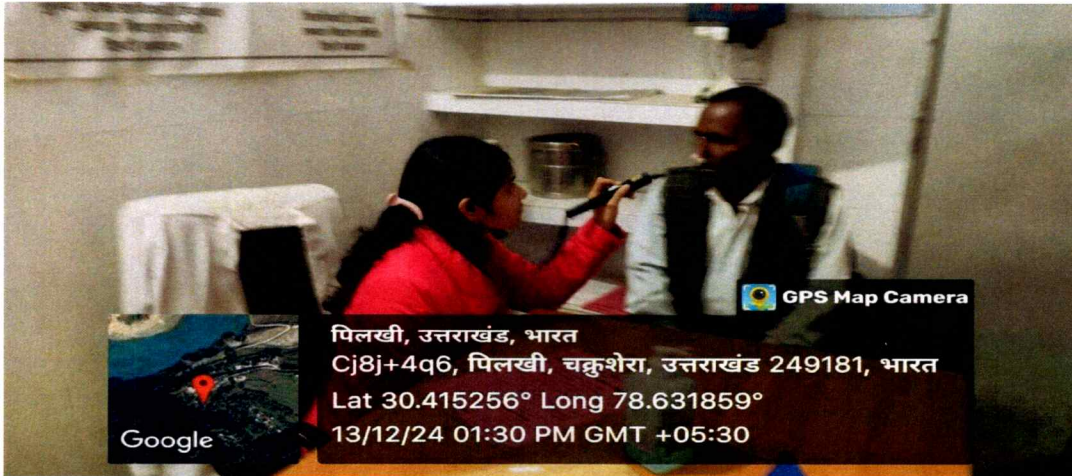 GPS Map Camera
पिलखी, उत्तराखंड, भारत
Cj8j+4q6, पिलखी, चक्रुशेरा, उत्तराखंड 249181, भारत
Lat 30.415256° Long 78.631859°
13/12/24 01:30 PM GMT +05:30
Google